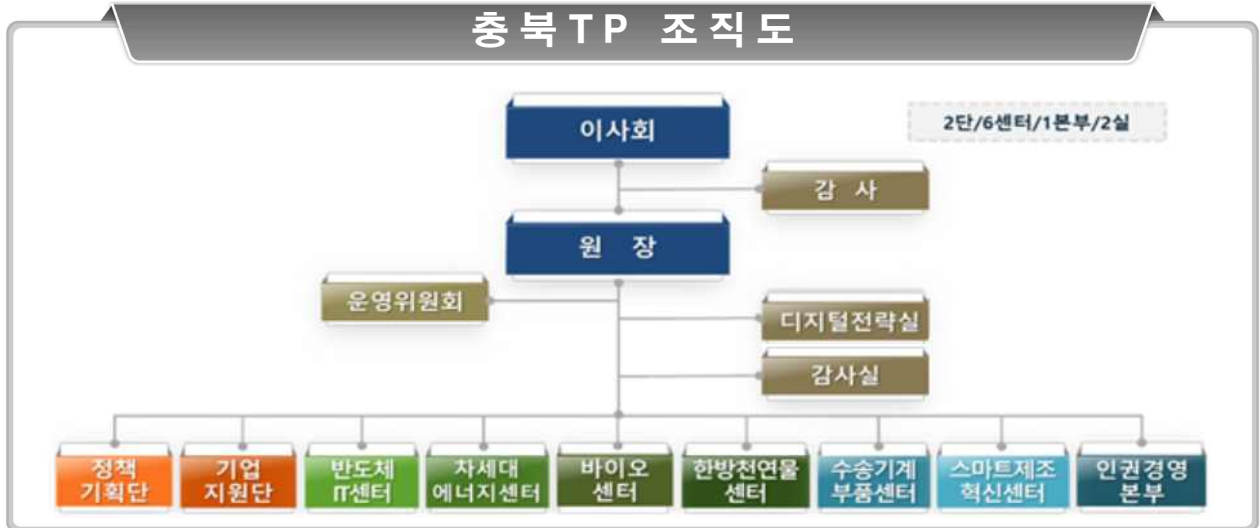 충북TP 조직도
이사회
2단/6센터/1본부/2실
감 사
원 장
운영위원회
디지털전략실
감사실
정책
기획단
기업
지원단
반도체
IT센터
차세대
에너지센터
바이오
센터
한방천연물
센터
수송기계
부품센터
스마트제조
혁신센터
인권경영
본부